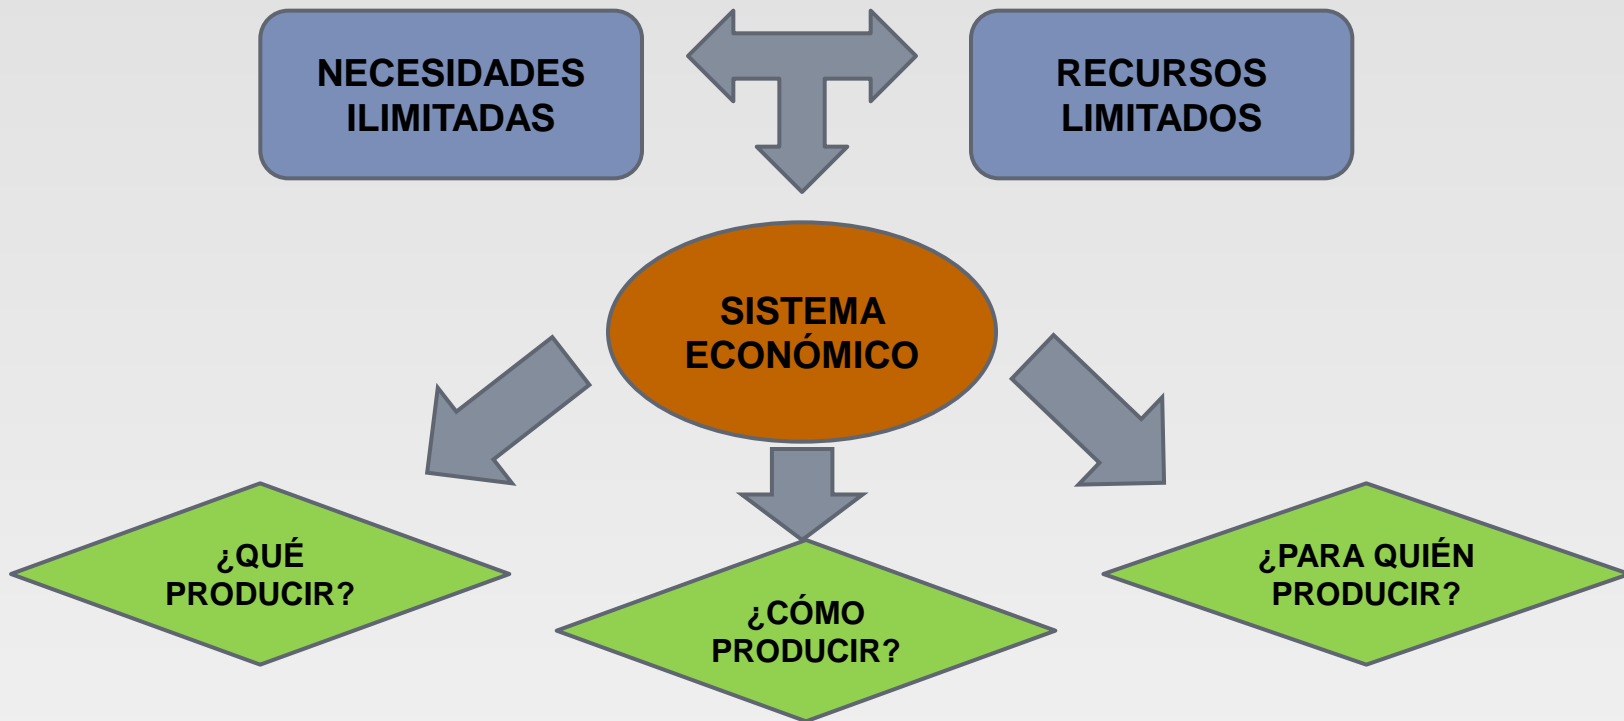 NECESIDADES
ILIMITADAS
RECURSOS
LIMITADOS
SISTEMA
ECONÓMICO
¿QUÉ
PRODUCIR?
¿CÓMO
PRODUCIR?
¿PARA QUIÉN
PRODUCIR?